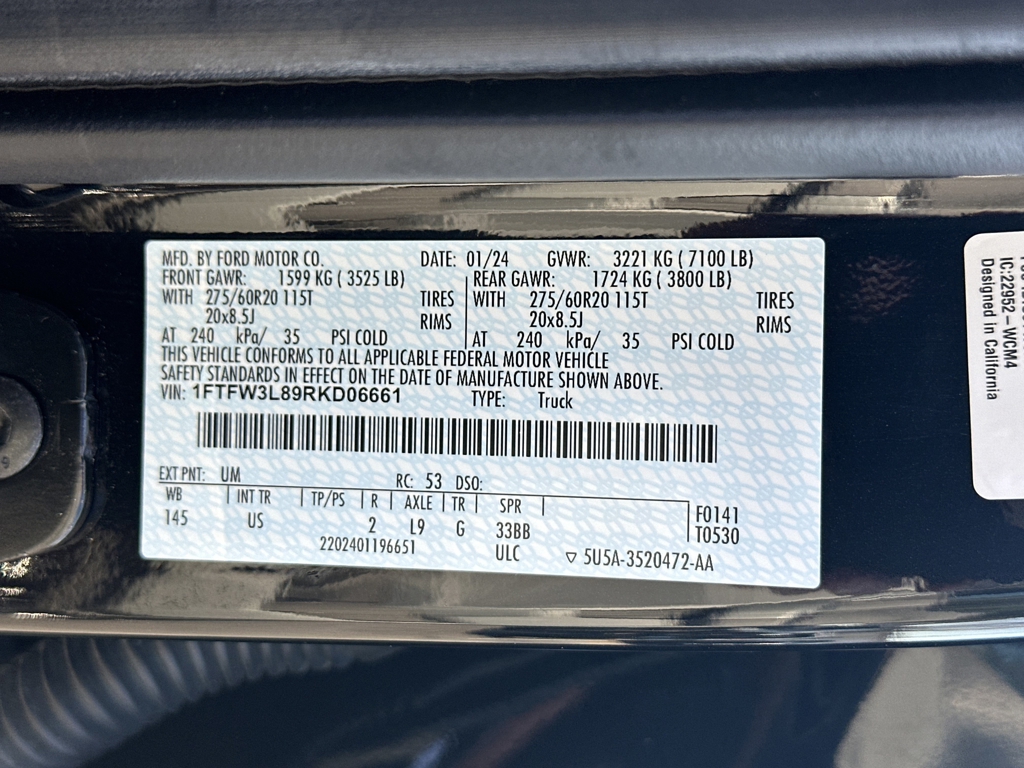 MFD. BY FORD MOTOR CO. DATE: 01/24 GVWR: 3221 KG ( 7100 LB)
FRONT GAWR: 1599 KG ( 3525 LB) REAR GAWR: 1724 KG ( 3800 LB)
WITH 275/60R20 115T TIRES WITH 275/60R20 115T TIRES
20x8.5J RIMS 20x8.5J RIMS
AT 240 kPa/ 35 PSI COLD AT 240 kPa/ 35 PSI COLD
THIS VEHICLE CONFORMS TO ALL APPLICABLE FEDERAL MOTOR VEHICLE
SAFETY STANDARDS IN EFFECT ON THE DATE OF MANUFACTURE SHOWN ABOVE.
VIN: 1FTFW3L89RKD06661 TYPE: Truck
EXT PNT: UM RC: 53 DSO:
WB INT TR TP/PS R AXLE TR SPR F0141
145 US 2 L9 G 33BB T0530
2202401196651 ULC ▽ 5U5A-3520472-AA
IC:22952-WCM4
Designed in California